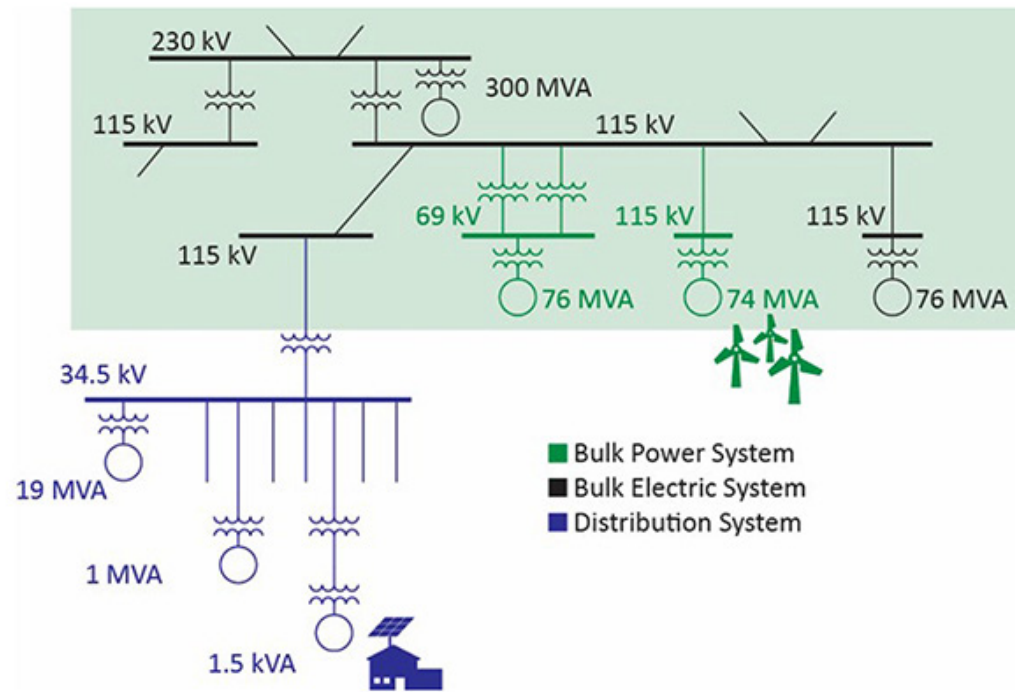 230 kV
300 MVA
115 kV
115 kV
69 kV
115 kV
115 kV
115 kV
76 MVA
74 MVA
76 MVA
34.5 kV
19 MVA
1 MVA
1.5 kVA
Bulk Power System
Bulk Electric System
Distribution System